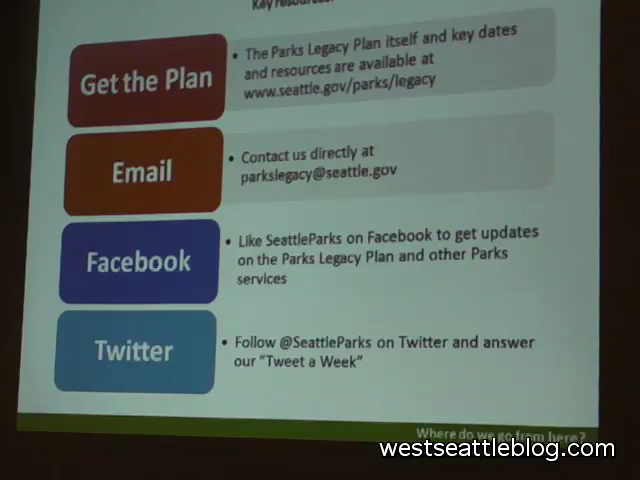 Key resources:
Get the Plan
• The Parks Legacy Plan itself and key dates
and resources are available at
www.seattle.gov/parks/legacy
Email
• Contact us directly at
parkslegacy@seattle.gov
Facebook
• Like SeattleParks on Facebook to get updates
on the Parks Legacy Plan and other Parks
services
Twitter
• Follow @SeattleParks on Twitter and answer
our "Tweet a Week"
Where do we go from here?
westseattleblog.com